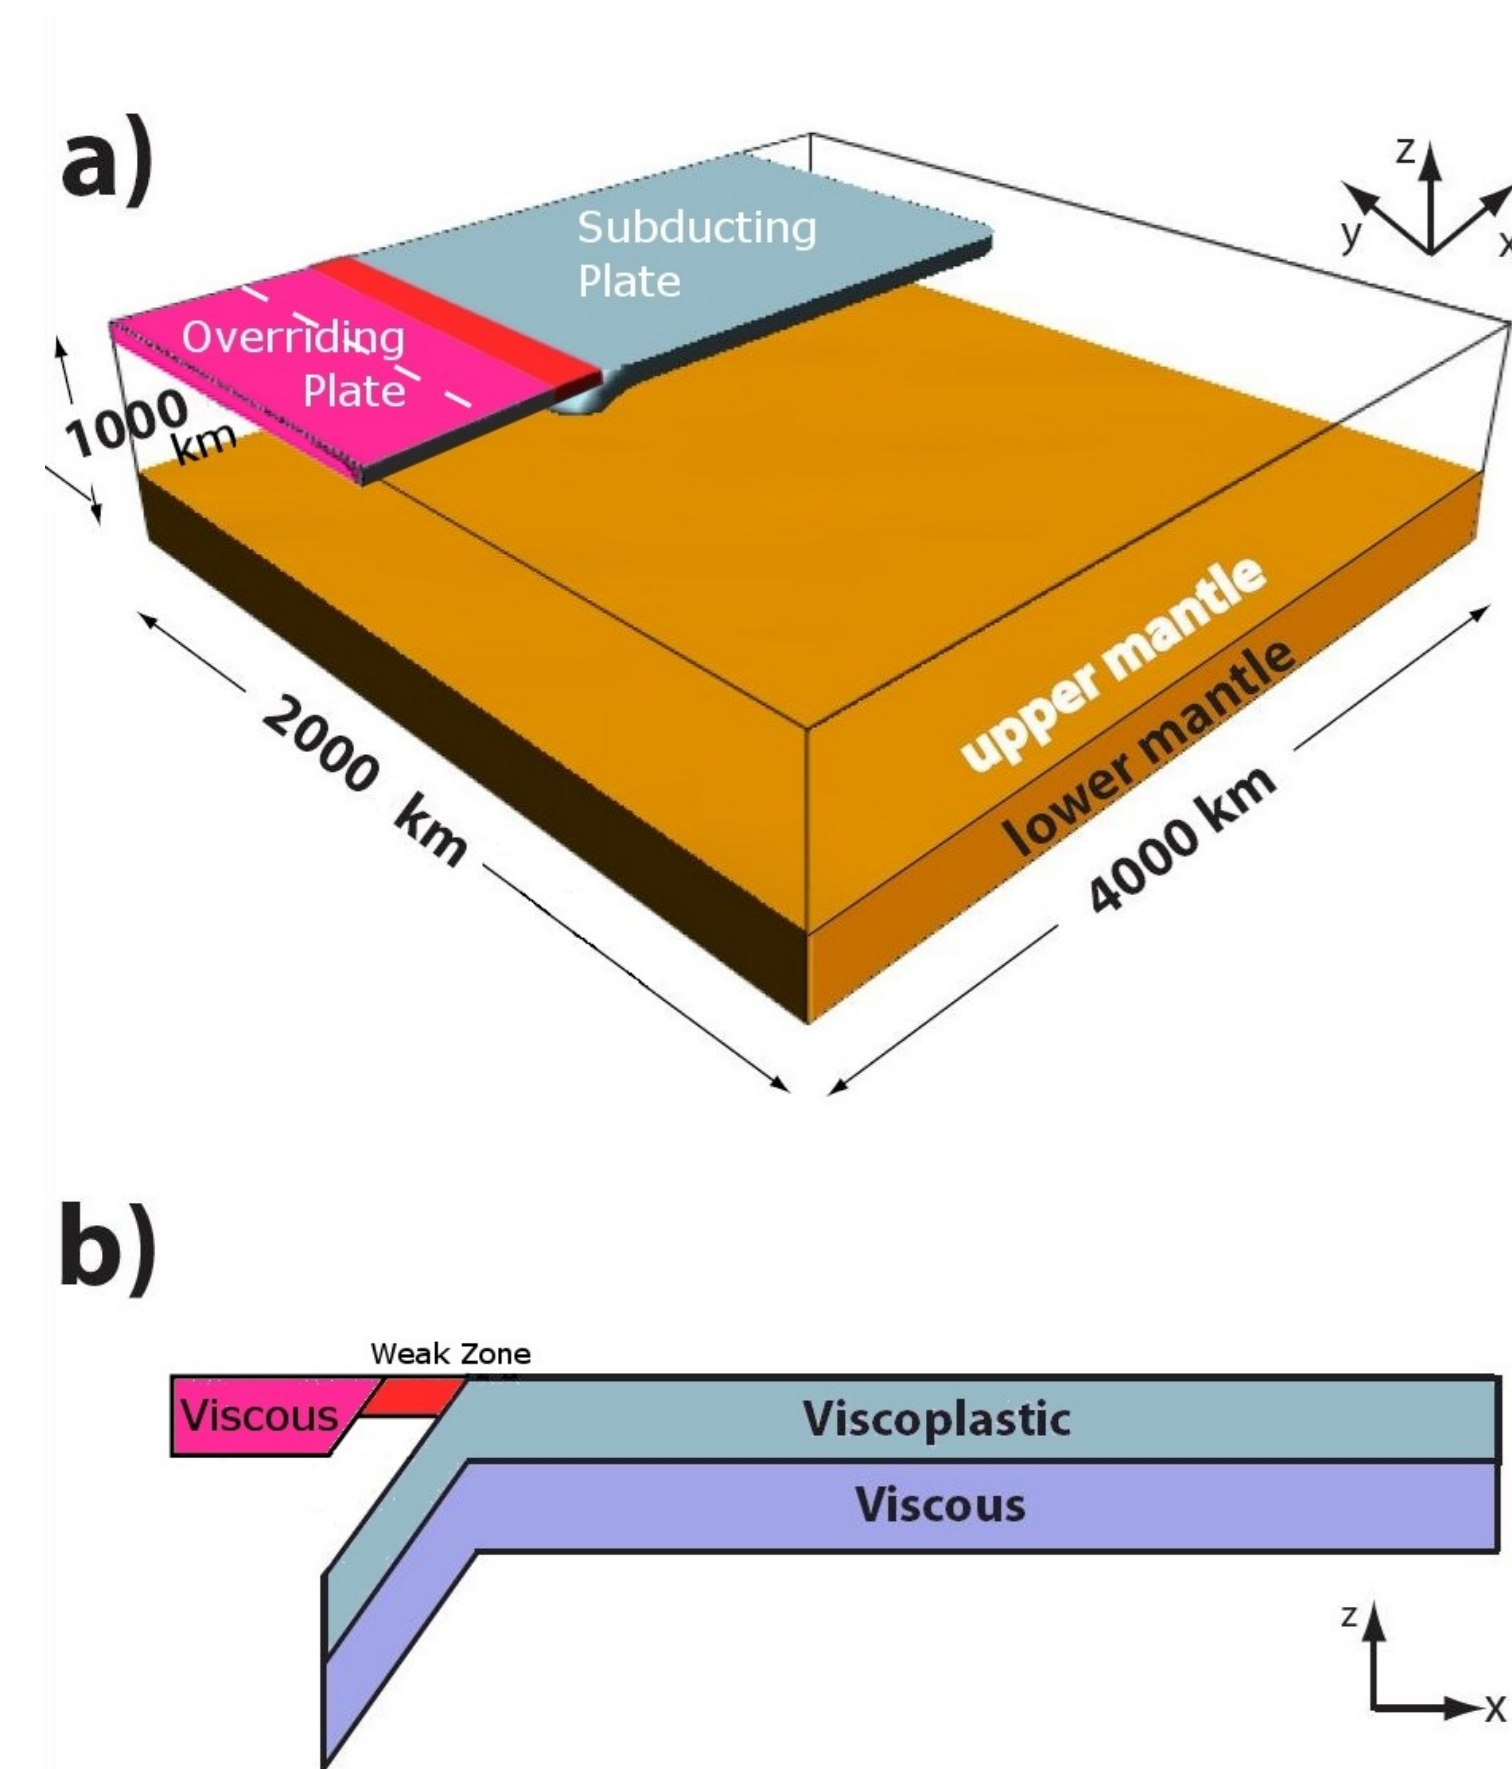 a)
z
y
x
Subducting
Plate
Overriding
Plate
1000
km
upper mantle
lower mantle
2000 km
4000 km
b)
Weak Zone
Viscous
Viscoplastic
Viscous
z
x